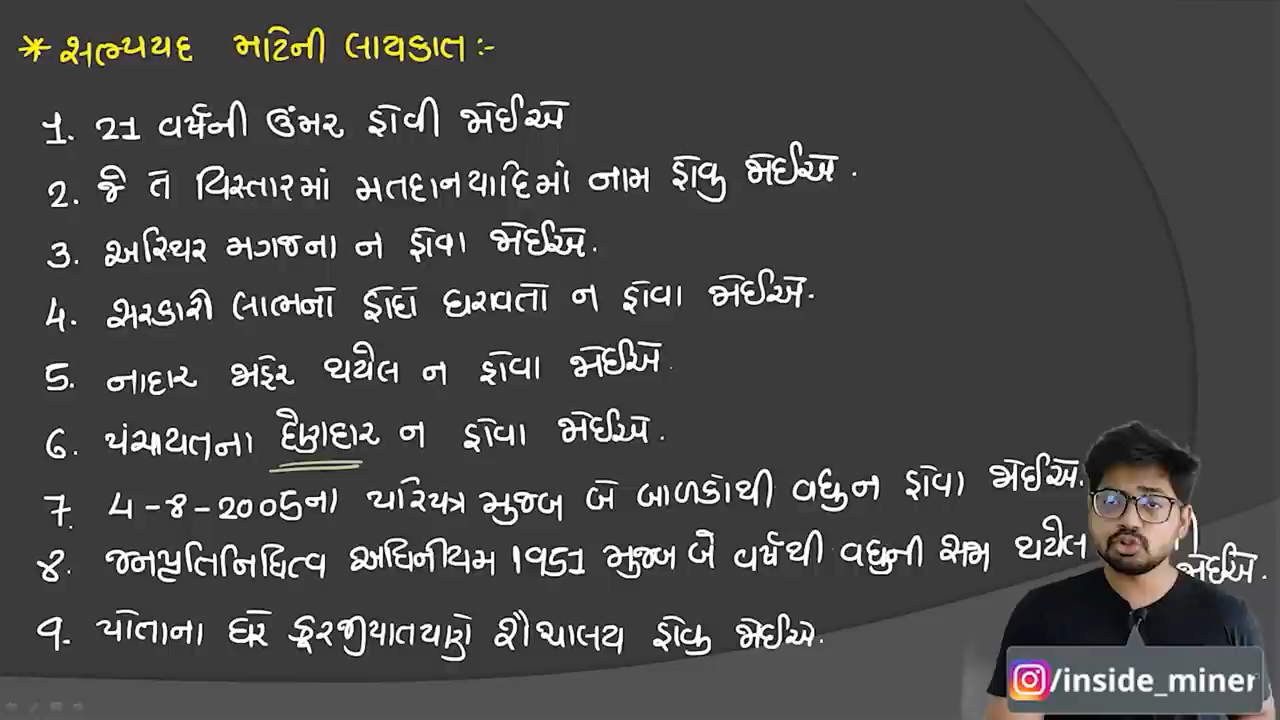 * સભ્યપદ માટેની લાયકાત :-
1. 21 વર્ષની ઉંમર હોવી જોઈએ
2. જે તે વિસ્તારમાં મતદાનયાદિમાં નામ હોવુ જોઈએ.
3. અસ્થિર મગજના ન હોવા જોઈએ.
4. સરકારી લાભનો હોદ્દો ધરાવતા ન હોવા જોઈએ.
5. નાદાર જાહેર થયેલ ન હોવા જોઈએ.
6. પંચાયતના દેણદાર ન હોવા જોઈએ.
7. 4-8-2005ના પરિપત્ર મુજબ બે બાળકોથી વધુ ન હોવા જોઈએ.
8. જનપ્રતિનિધિત્વ અધિનીયમ 1951 મુજબ બે વર્ષથી વધુની સજા થયેલ જોઈએ.
9. પોતાના ઘરે ફરજીયાતપણે શૈચાલય હોવુ જોઈએ.
/inside_miner